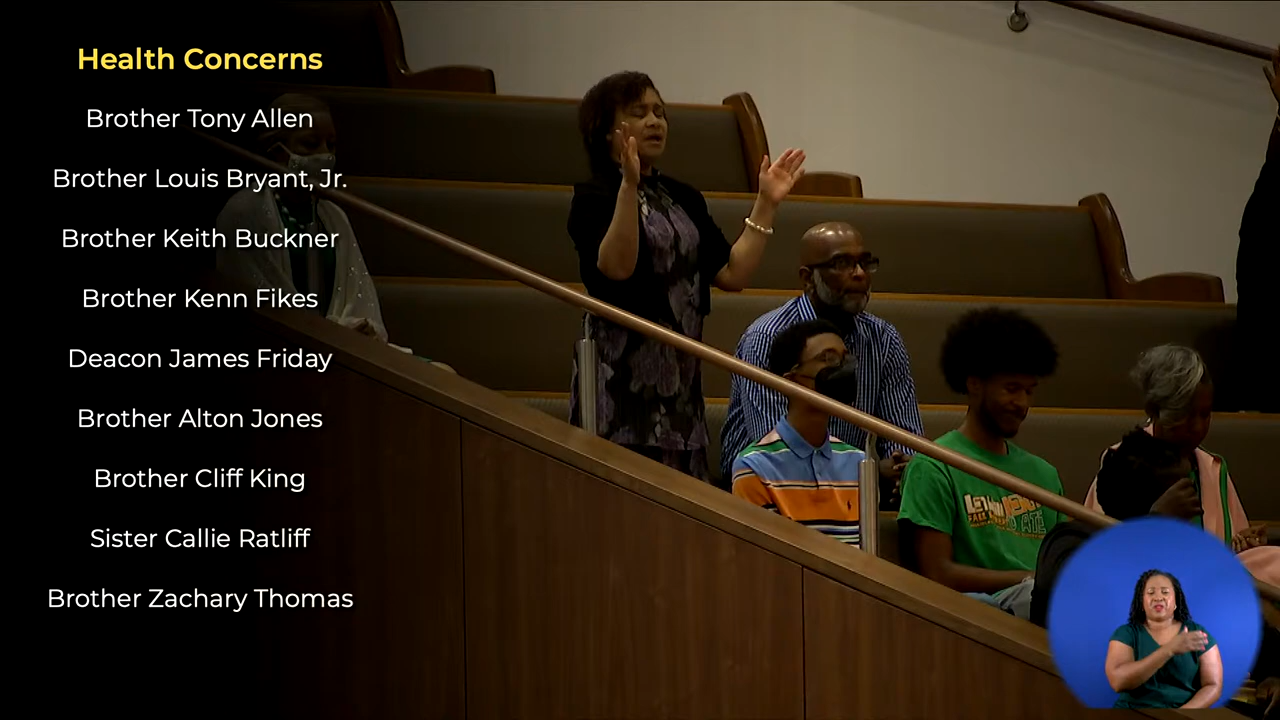 Health Concerns
Brother Tony Allen
Brother Louis Bryant, Jr.
Brother Keith Buckner
Brother Kenn Fikes
Deacon James Friday
Brother Alton Jones
Brother Cliff King
Sister Callie Ratliff
Brother Zachary Thomas